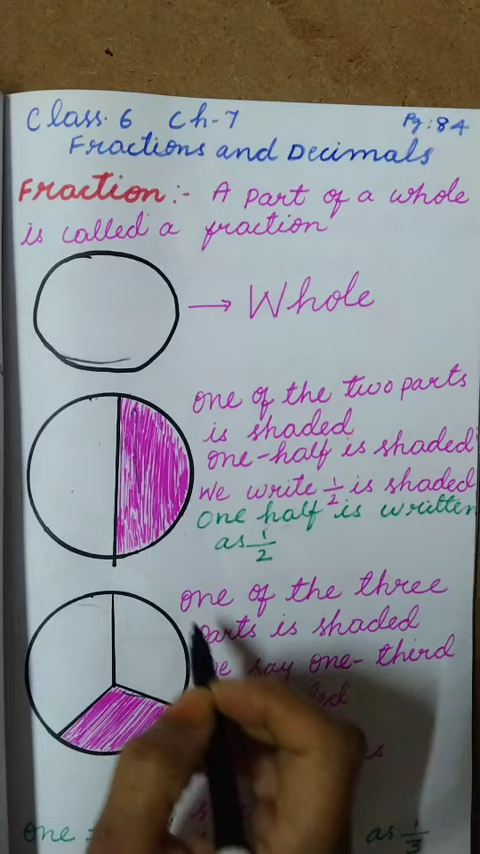 Class. 6 Ch-7 Pg: 84
Fractions and Decimals
Fraction:- A part of a whole
is called a fraction
→ Whole
one of the two parts
is shaded
one-half is shaded
We write 1/2 is shaded
One half is written
as 1/2
one of the three
parts is shaded
say one-third
one as 1/3